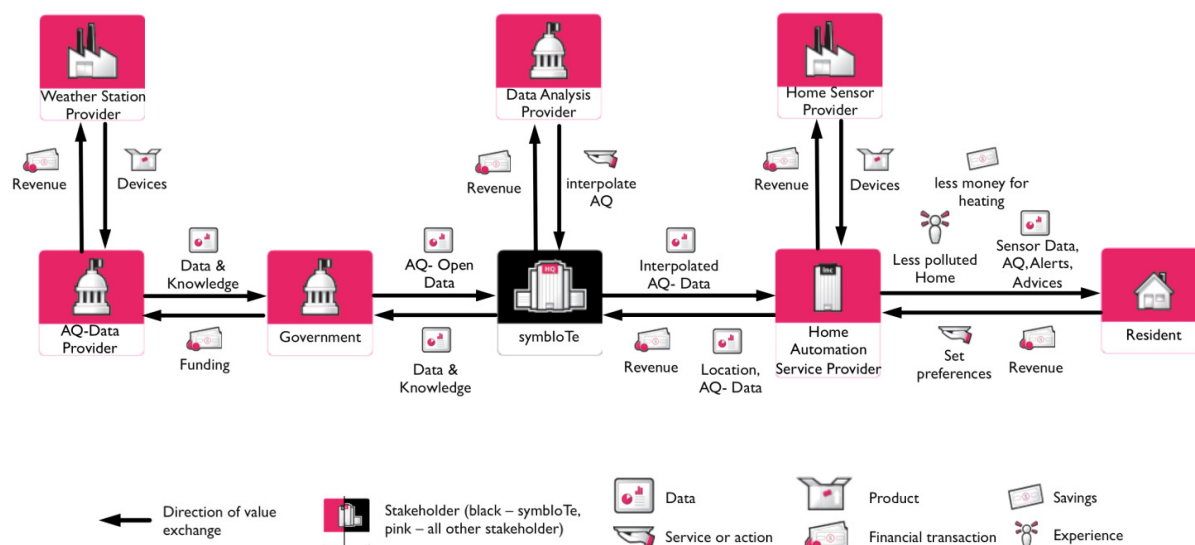 Weather Station
Provider
Data Analysis
Provider
Home Sensor
Provider
Revenue
Devices
Revenue
interpolate
AQ
Revenue
Devices
less money for
heating
Data &
Knowledge
AQ- Open
Data
Interpolated
AQ- Data
Less polluted
Home
Sensor Data,
AQ, Alerts,
Advices
HQ
Inc
AQ-Data
Provider
Government
symbIoTe
Home
Automation
Service Provider
Resident
Funding
Data &
Knowledge
Revenue
Location,
AQ- Data
Set
preferences
Revenue
Direction of value
exchange
Stakeholder (black – symbIoTe,
pink – all other stakeholder)
Data
Service or action
Product
Financial transaction
Savings
Experience